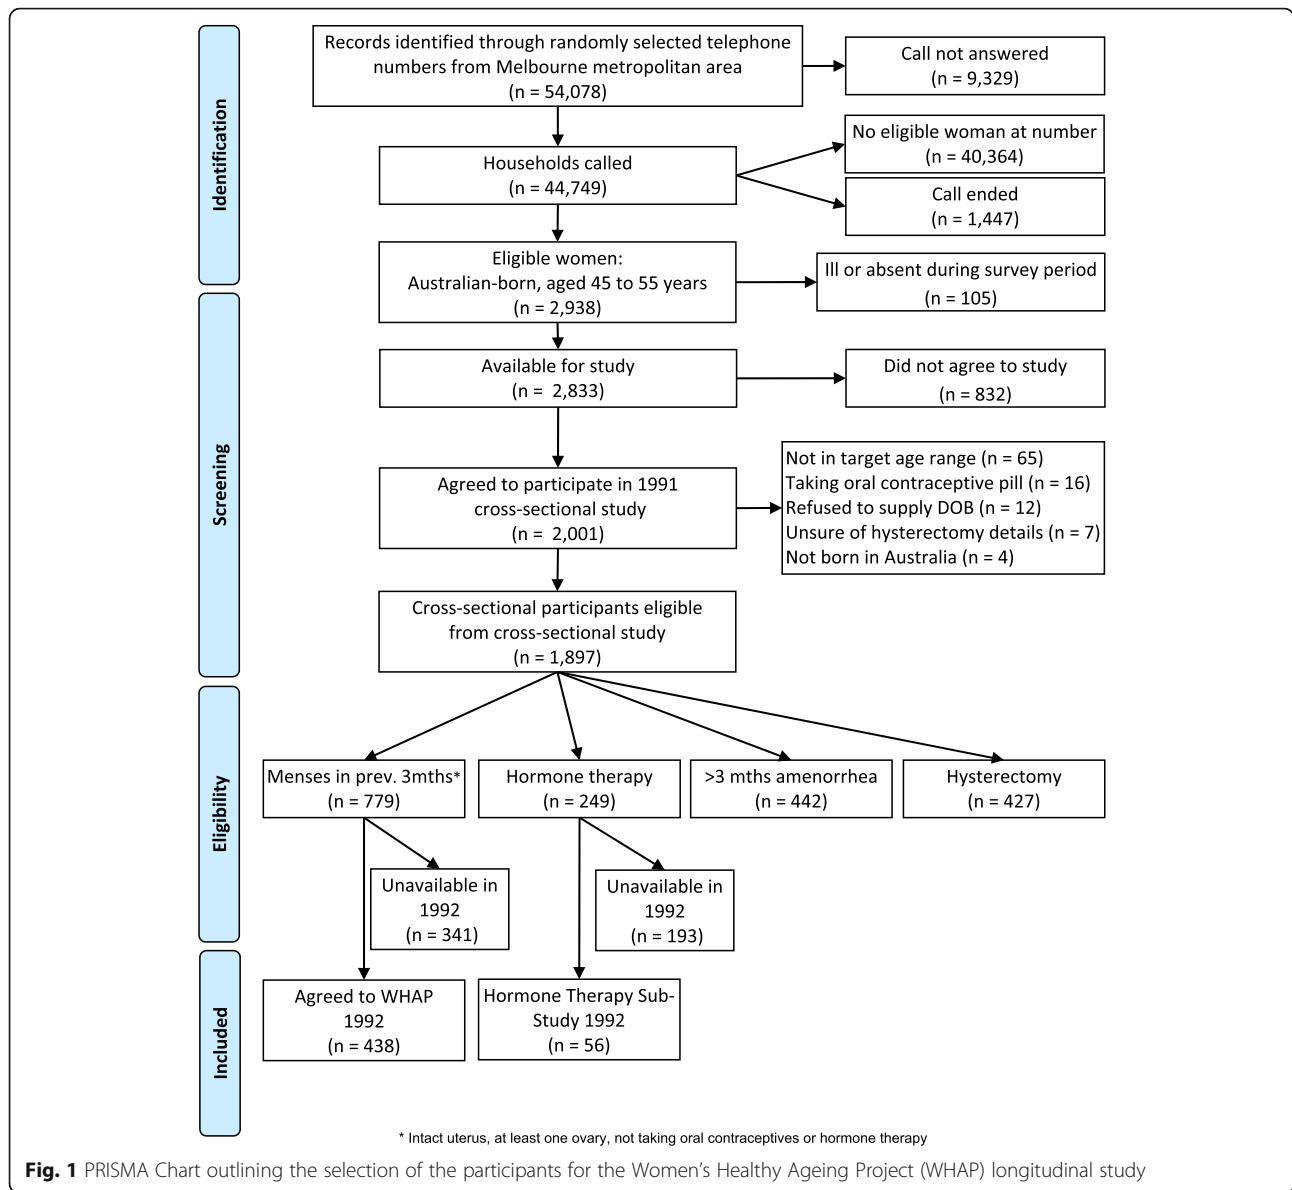 Identification
Records identified through randomly selected telephone
numbers from Melbourne metropolitan area
(n = 54,078)
Call not answered
(n = 9,329)
Households called
(n = 44,749)
No eligible woman at number
(n = 40,364)
Call ended
(n = 1,447)
Eligible women:
Australian-born, aged 45 to 55 years
(n = 2,938)
Ill or absent during survey period
(n = 105)
Screening
Available for study
(n =  2,833)
Did not agree to study
(n = 832)
Agreed to participate in 1991
cross-sectional study
(n =  2,001)
Not in target age range (n = 65)
Taking oral contraceptive pill (n = 16)
Refused to supply DOB (n = 12)
Unsure of hysterectomy details (n = 7)
Not born in Australia (n = 4)
Cross-sectional participants eligible
from cross-sectional study
(n = 1,897)
Eligibility
Menses in prev. 3mths*
(n = 779)
Hormone therapy
(n = 249)
>3 mths amenorrhea
(n = 442)
Hysterectomy
(n = 427)
Unavailable in
1992
(n = 341)
Unavailable in
1992
(n = 193)
Included
Agreed to WHAP
1992
(n = 438)
Hormone Therapy Sub-
Study 1992
(n = 56)
* Intact uterus, at least one ovary, not taking oral contraceptives or hormone therapy
Fig. 1 PRISMA Chart outlining the selection of the participants for the Women's Healthy Ageing Project (WHAP) longitudinal study